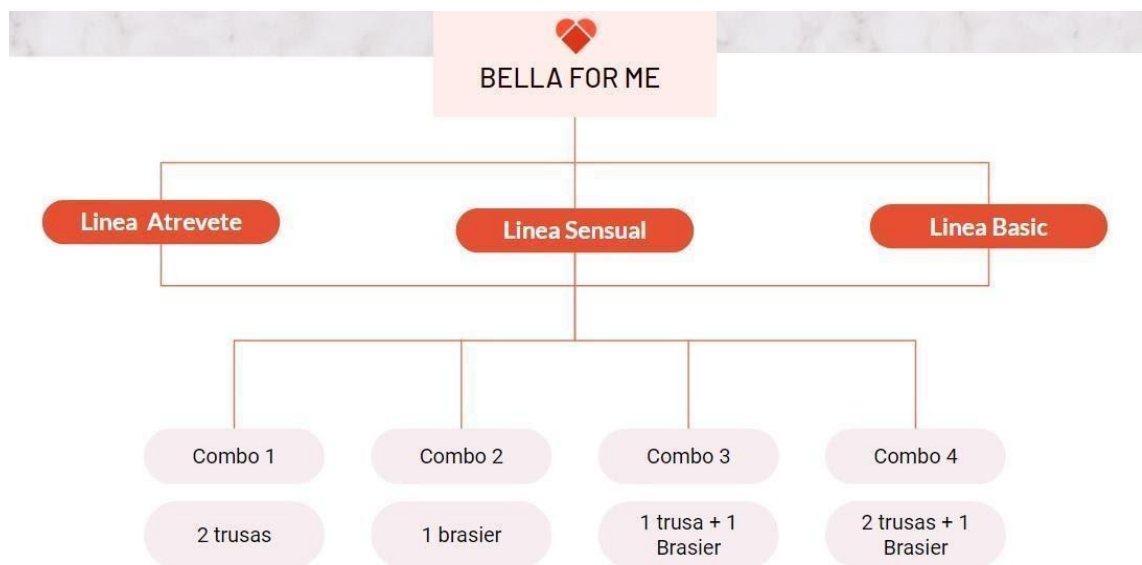 BELLA FOR ME
Linea Atrevete
Linea Sensual
Linea Basic
Combo 1
Combo 2
Combo 3
Combo 4
2 trusas
1 brasier
1 trusa + 1
Brasier
2 trusas + 1
Brasier